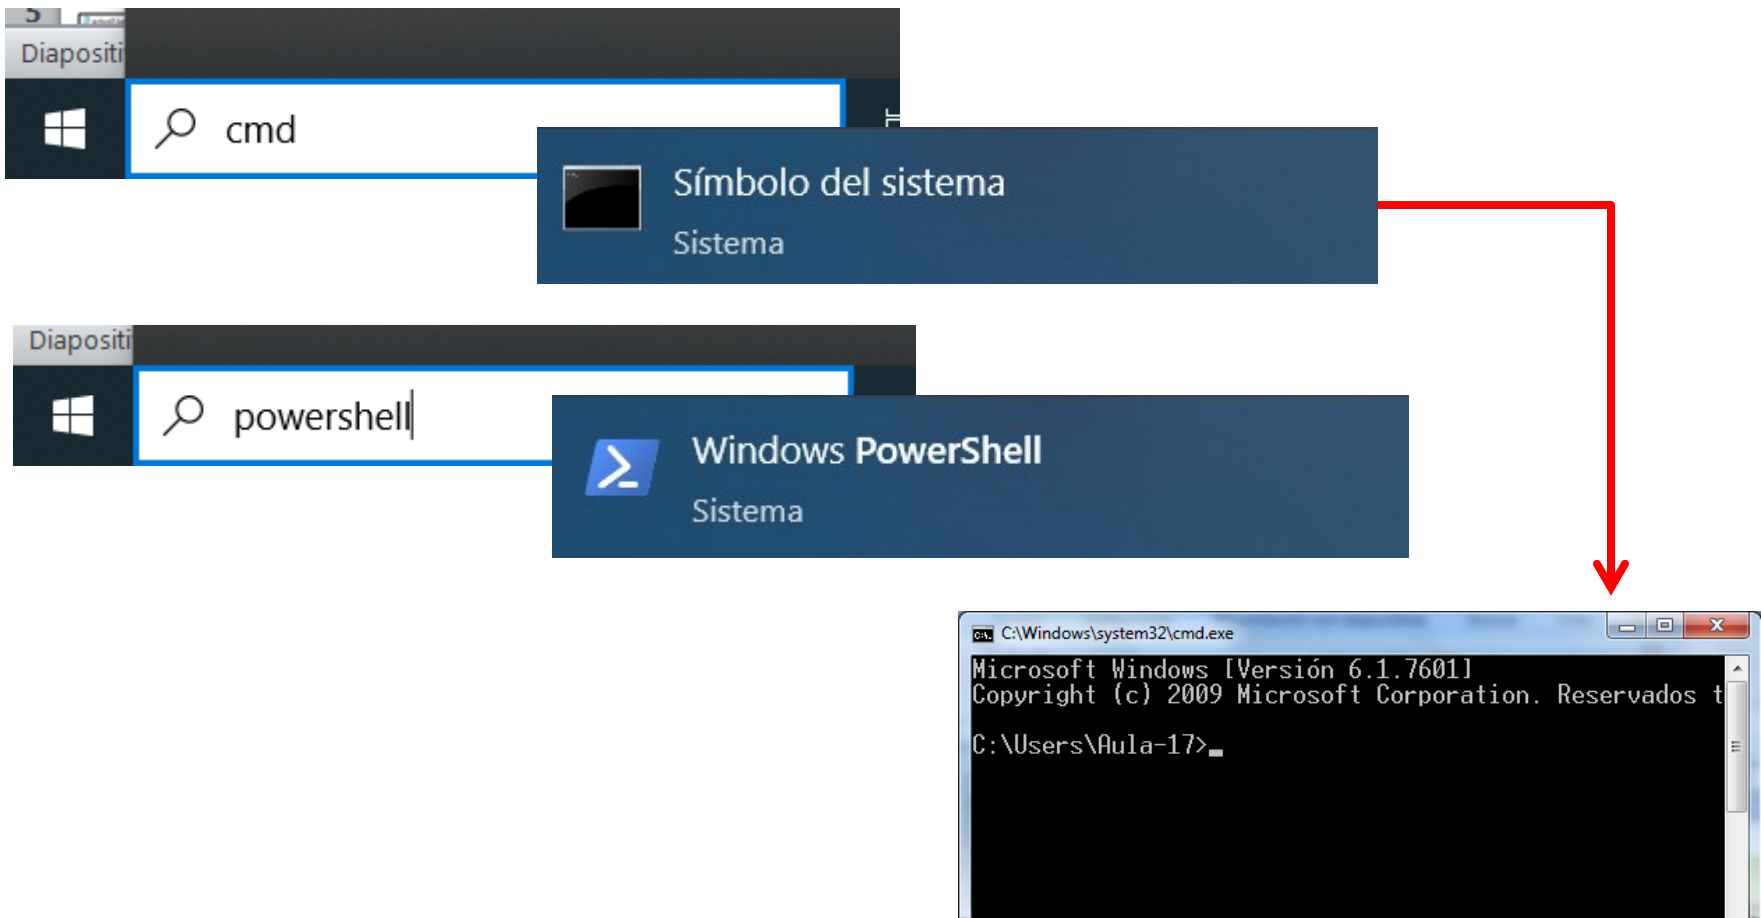 5
Diapositi
cmd
Símbolo del sistema
Sistema
Diapositi
powershell
Windows PowerShell
Sistema
C:\Windows\system32\cmd.exe
Microsoft Windows [Versión 6.1.7601]
Copyright (c) 2009 Microsoft Corporation. Reservados t
C:\Users\Aula-17>